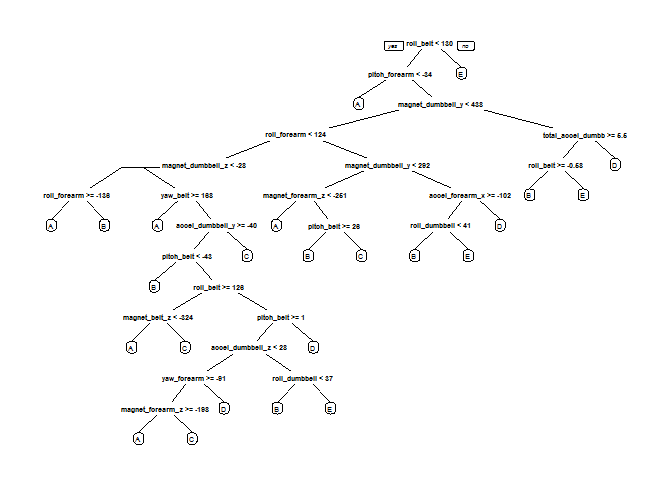 yes roll_belt < 130 no
pitch_forearm < -34 E
A magnet_dumbbell_y < 438
roll_forearm < 124 total_accel_dumbb >= 5.5
magnet_dumbbell_z < -28 magnet_dumbbell_y < 292 roll_belt >= -0.58 D
roll_forearm >= -136 yaw_belt >= 168 magnet_forearm_z < -251 accel_forearm_x >= -102 B E
A B A accel_dumbbell_y >= -40 A pitch_belt >= 26 roll_dumbbell < 41 D
pitch_belt < -43 C B C B E
B roll_belt >= 126
magnet_belt_z < -324 pitch_belt >= 1
A C accel_dumbbell_z < 28 D
yaw_forearm >= -91 roll_dumbbell < 37
magnet_forearm_z >= -198 D B E
A C